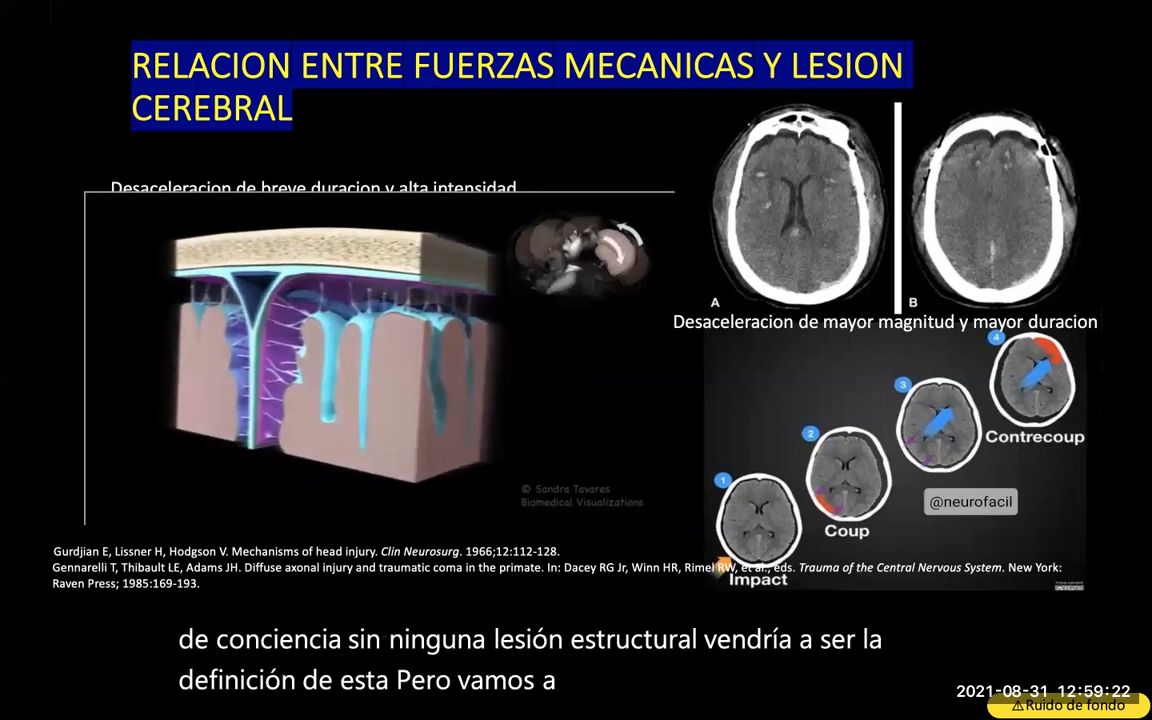 RELACION ENTRE FUERZAS MECANICAS Y LESION
CEREBRAL
Desaceleracion de breve duracion y alta intensidad
A
B
Desaceleracion de mayor magnitud y mayor duracion
4
3
Contrecoup
2
@neurofacil
1
Coup
© Sandra Tavares
Biomedical Visualizations
Impact
Gurdjian E, Lissner H, Hodgson V. Mechanisms of head injury. Clin Neurosurg. 1966;12:112-128.
Gennarelli T, Thibault LE, Adams JH. Diffuse axonal injury and traumatic coma in the primate. In: Dacey RG Jr, Winn HR, Rimel RW, et al., eds. Trauma of the Central Nervous System. New York:
Raven Press; 1985:169-193.
de conciencia sin ninguna lesión estructural vendría a ser la
definición de esta Pero vamos a
2021-08-31 12:59:22
⚠Ruido de fondo